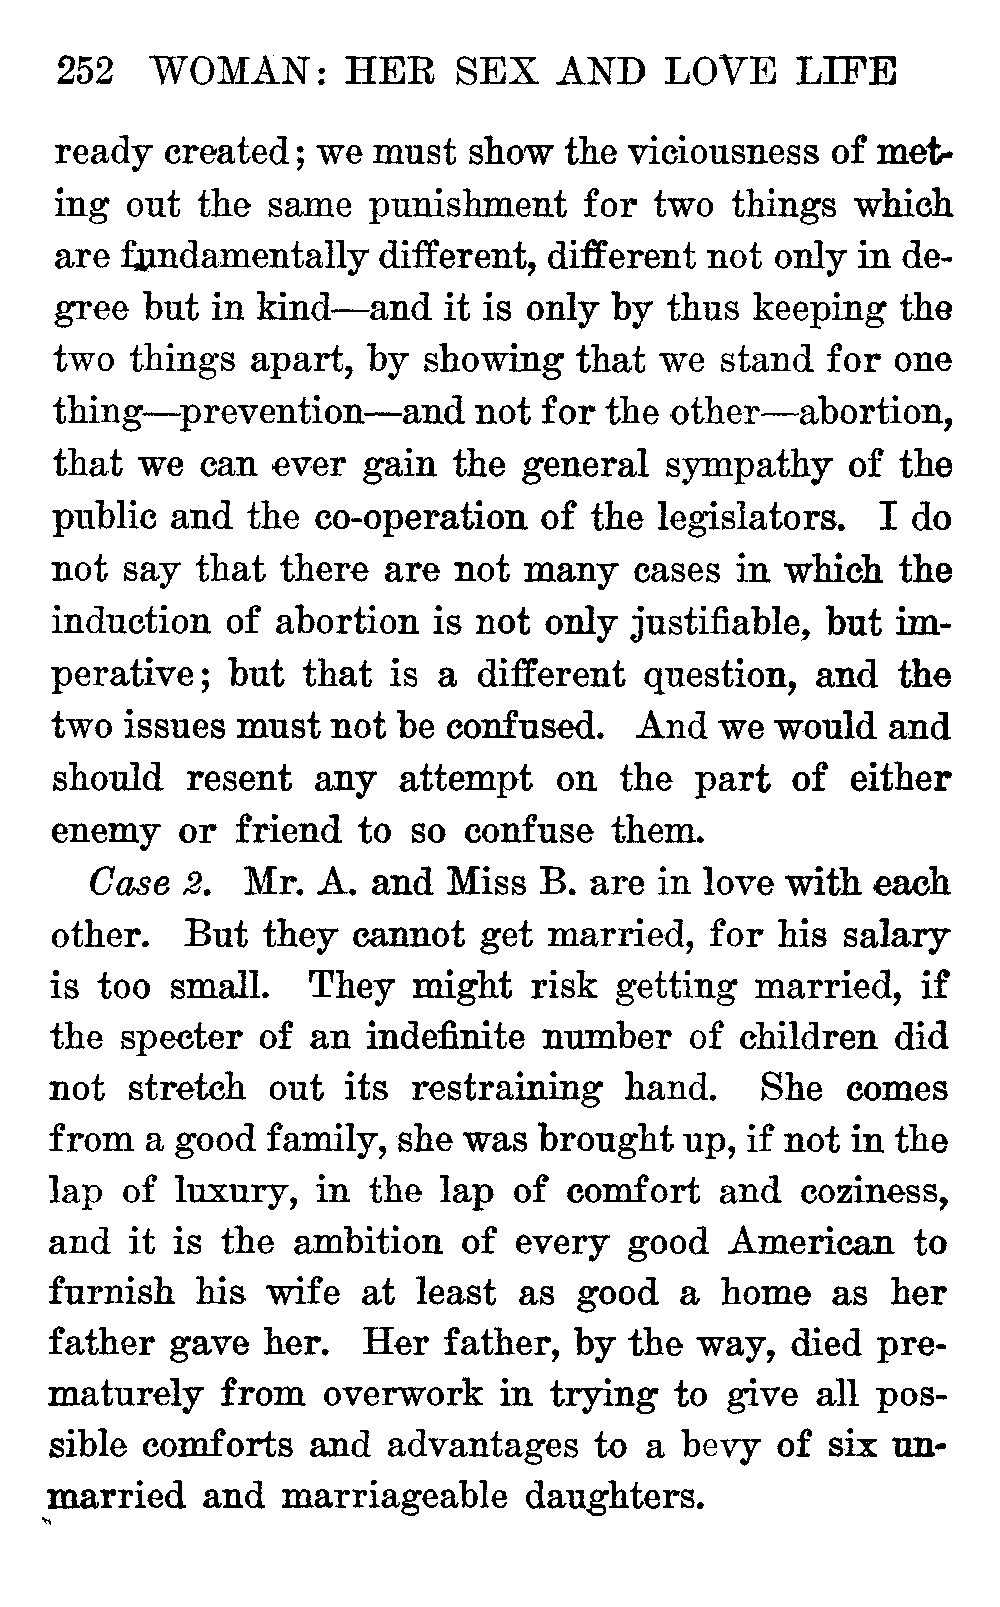 252 WOMAN: HER SEX AND LOVE LIFE
ready created; we must show the viciousness of met-
ing out the same punishment for two things which
are fundamentally different, different not only in de-
gree but in kind—and it is only by thus keeping the
two things apart, by showing that we stand for one
thing—prevention—and not for the other—abortion,
that we can ever gain the general sympathy of the
public and the co-operation of the legislators. I do
not say that there are not many cases in which the
induction of abortion is not only justifiable, but im-
perative; but that is a different question, and the
two issues must not be confused. And we would and
should resent any attempt on the part of either
enemy or friend to so confuse them.
Case 2. Mr. A. and Miss B. are in love with each
other. But they cannot get married, for his salary
is too small. They might risk getting married, if
the specter of an indefinite number of children did
not stretch out its restraining hand. She comes
from a good family, she was brought up, if not in the
lap of luxury, in the lap of comfort and coziness,
and it is the ambition of every good American to
furnish his wife at least as good a home as her
father gave her. Her father, by the way, died pre-
maturely from overwork in trying to give all pos-
sible comforts and advantages to a bevy of six un-
married and marriageable daughters.